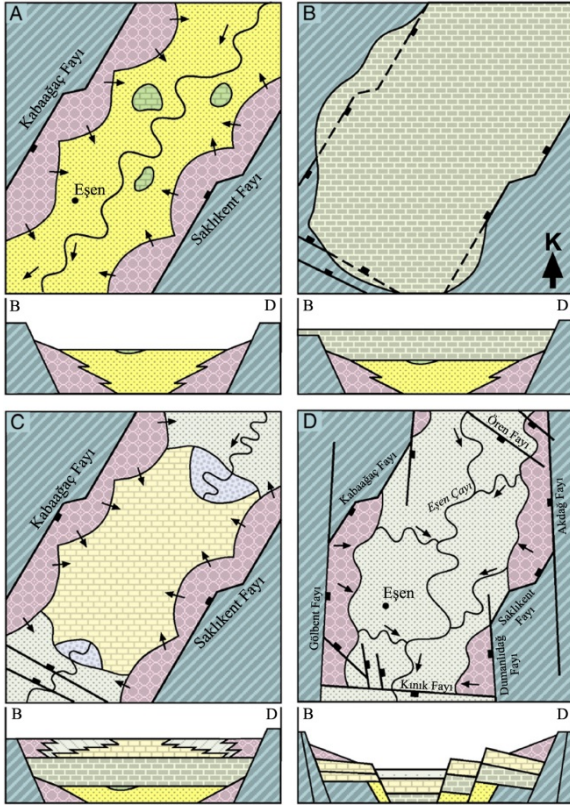 A
Kabaağaç Fayı
Eşen
Saklıkent Fayı
B
K
B D
B D
C
Kabaağaç Fayı
Saklıkent Fayı
D
Ören Fayı
Kabaağaç Fayı
Eşen Çayı
Akdağ Fayı
Eşen
Gölbent Fayı
Saklıkent
Fayı
Dumanlıdağ
Fayı
Kınık Fayı
B D
B D